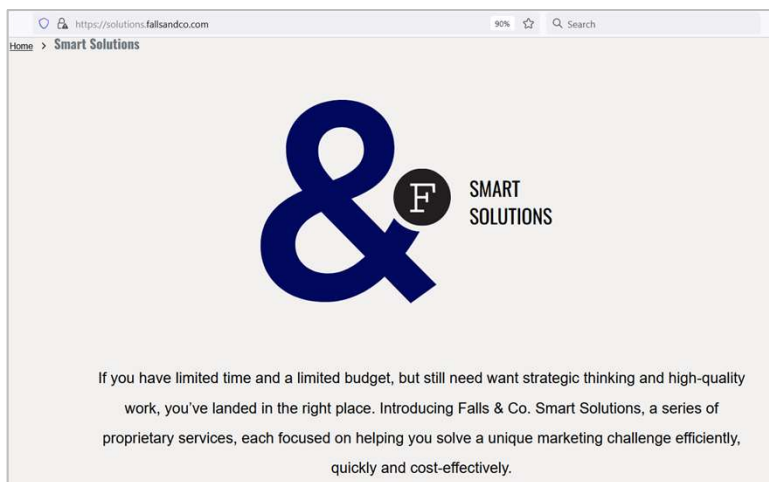 https://solutions.fallsandco.com 90% Search
Home > Smart Solutions
& F
SMART
SOLUTIONS
If you have limited time and a limited budget, but still need want strategic thinking and high-quality
work, you’ve landed in the right place. Introducing Falls & Co. Smart Solutions, a series of
proprietary services, each focused on helping you solve a unique marketing challenge efficiently,
quickly and cost-effectively.